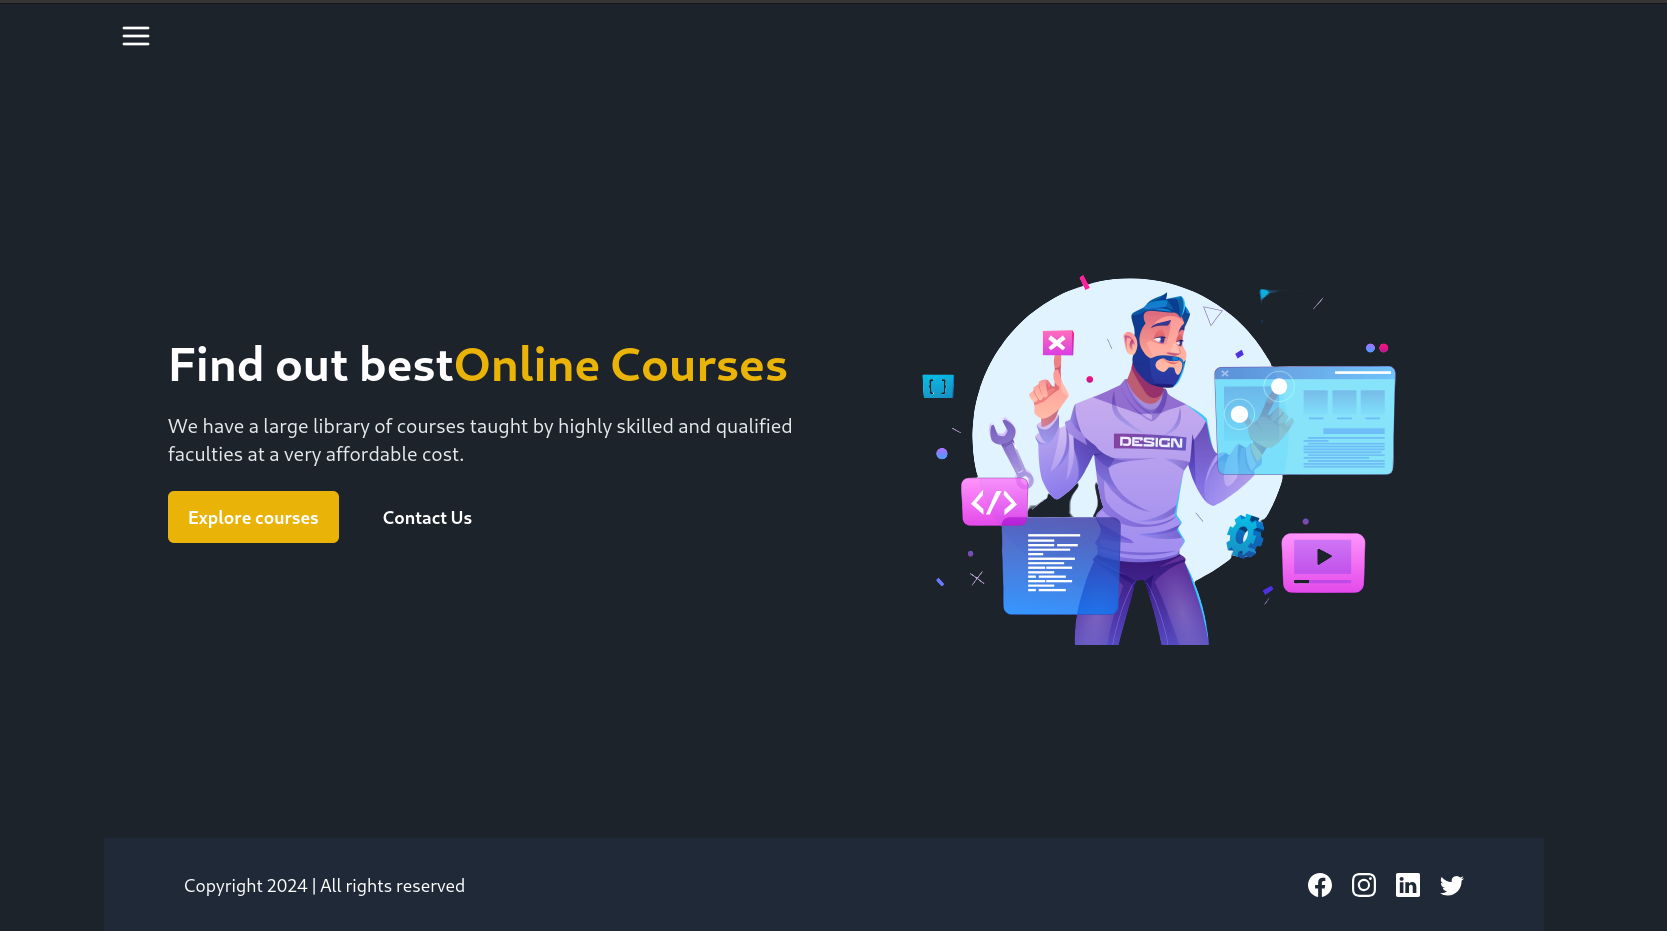 Find out bestOnline Courses
We have a large library of courses taught by highly skilled and qualified
faculties at a very affordable cost.
Explore courses
Contact Us
{ }
DESIGN
</>
Copyright 2024 | All rights reserved
in